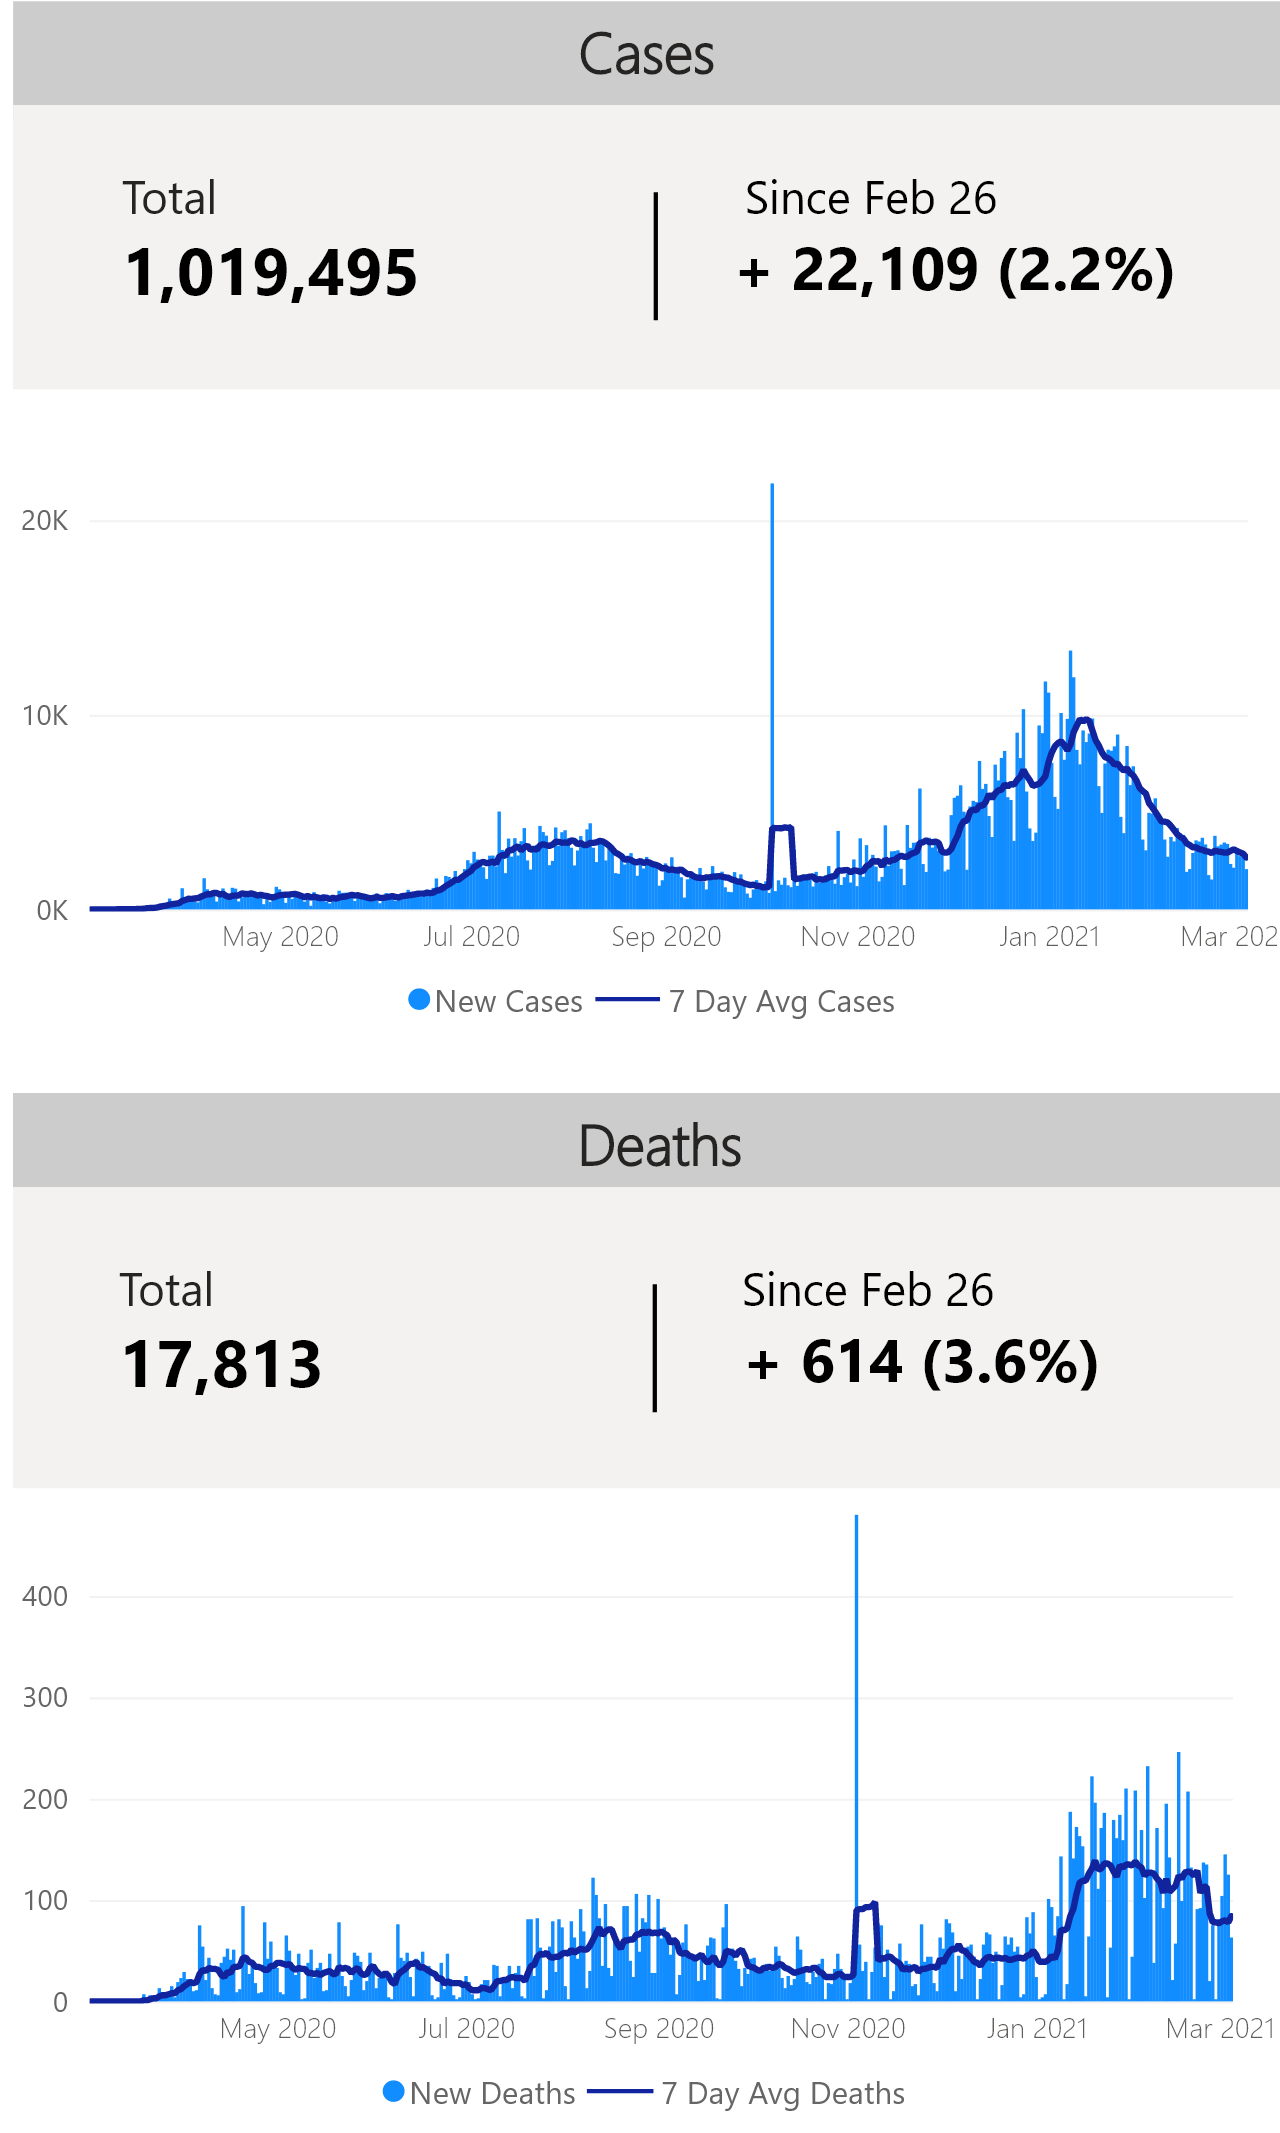 Cases
Total
Since Feb 26
1,019,495
+ 22,109 (2.2%)
20K
10K
0K
May 2020
Jul 2020
Sep 2020
Nov 2020
Jan 2021
Mar 202
New Cases
7 Day Avg Cases
Deaths
Total
Since Feb 26
17,813
+ 614 (3.6%)
400
300
200
100
0
May 2020
Jul 2020
Sep 2020
Nov 2020
Jan 2021
Mar 2021
New Deaths
7 Day Avg Deaths